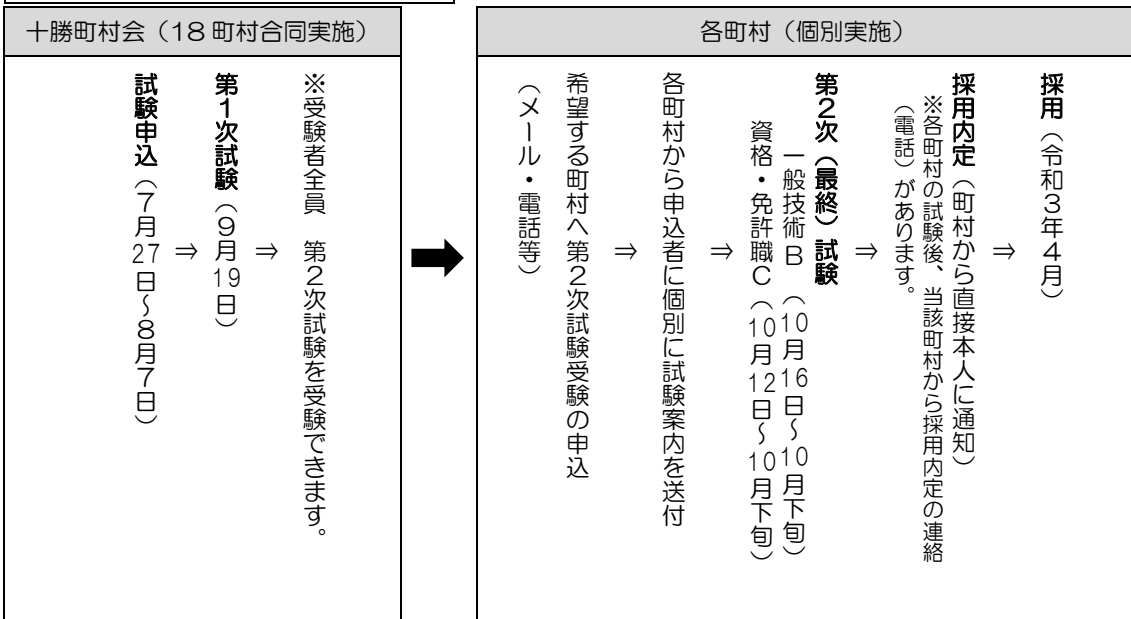 十勝町村会（18町村合同実施）
試験申込（7月27日～8月7日）
⇒
第1次試験（9月19日）
⇒
※受験者全員　第2次試験を受験できます。
➡
各町村（個別実施）
（メール・電話等）
希望する町村へ第2次試験受験の申込
⇒
各町村から申込者に個別に試験案内を送付
⇒
第2次（最終）試験
一般技術B（10月16日～10月下旬）
資格・免許職C（10月12日～10月下旬）
⇒
採用内定（町村から直接本人に通知）
※各町村の試験後、当該町村から採用内定の連絡
（電話）があります。
⇒
採用（令和3年4月）